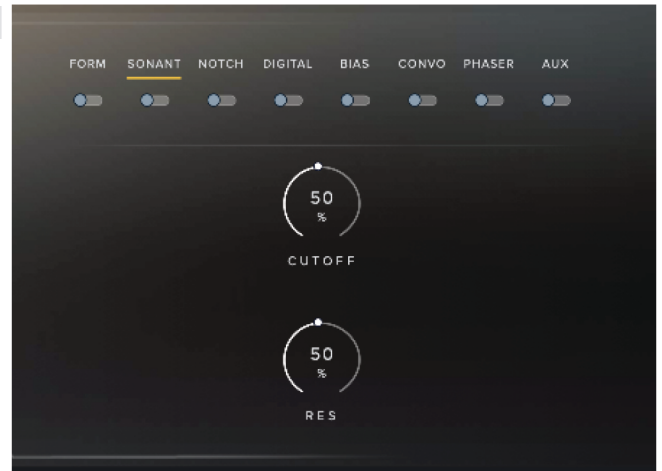 FORM SONANT NOTCH DIGITAL BIAS CONVO PHASER AUX
50
%
CUTOFF
50
%
RES